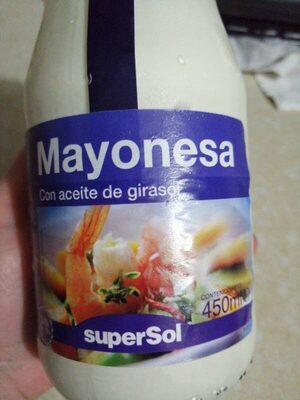 Mayonesa
Con aceite de girasol
450ml
superSol